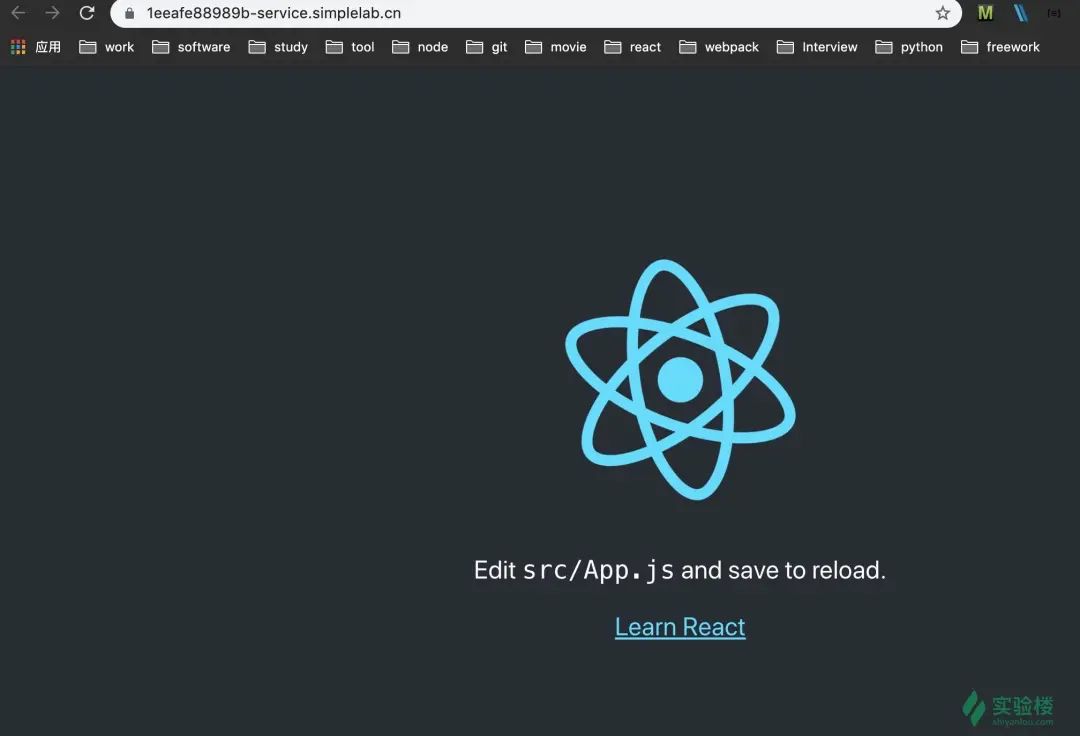 1eeafe88989b-service.simplelab.cn
M
应用 work software study tool node git movie react webpack Interview python freework
Edit src/App.js and save to reload.
Learn React
实验楼
shiyanlou.com